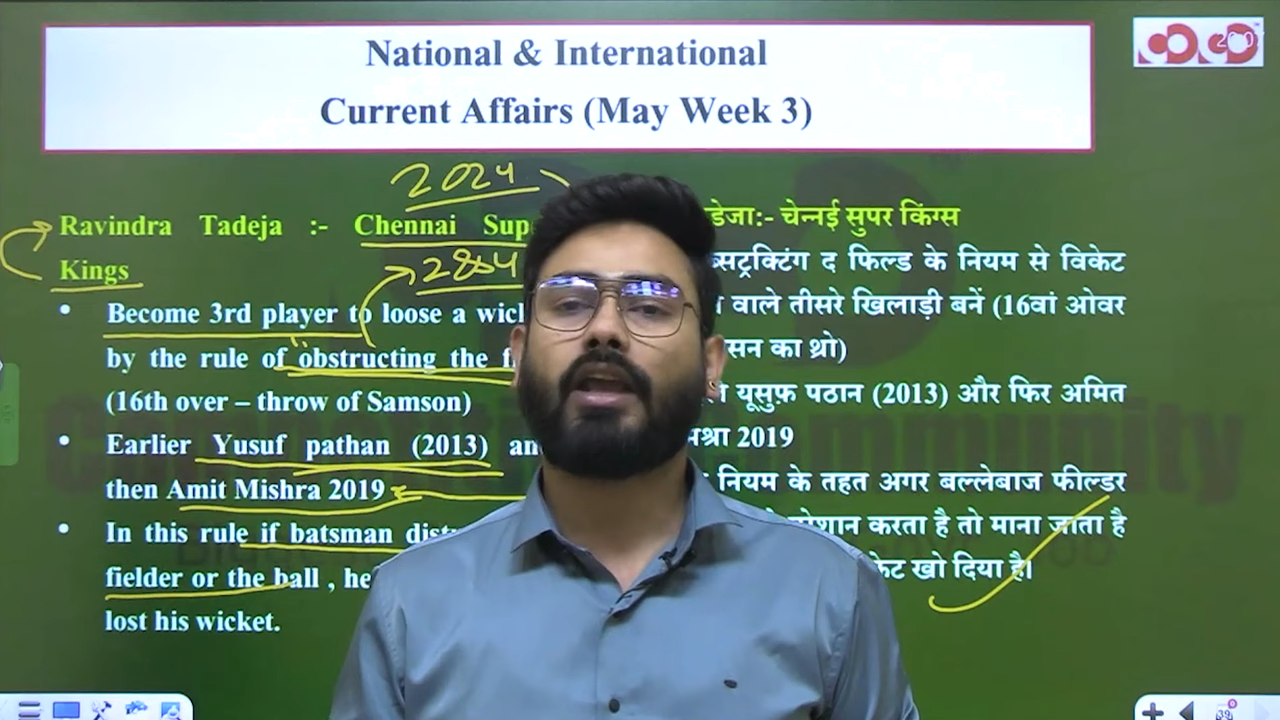 National & International
Current Affairs (May Week 3)
2024
Ravindra Tadeja :- Chennai Sup
Kings
• Become 3rd player to loose a wic
by the rule of obstructing the f
(16th over – throw of Samson)
• Earlier Yusuf pathan (2013) an
then Amit Mishra 2019
• In this rule if batsman dist
fielder or the ball , he
lost his wicket.
डेजा:- चेन्नई सुपर किंग्स
ब्सट्रक्टिंग द फिल्ड के नियम से विकेट
वाले तीसरे खिलाड़ी बनें (16वां ओवर
सन का थ्रो)
यूसुफ़ पठान (2013) और फिर अमित
मिश्रा 2019
नियम के तहत अगर बल्लेबाज फील्डर
परेशान करता है तो माना जाता है
केट खो दिया है।